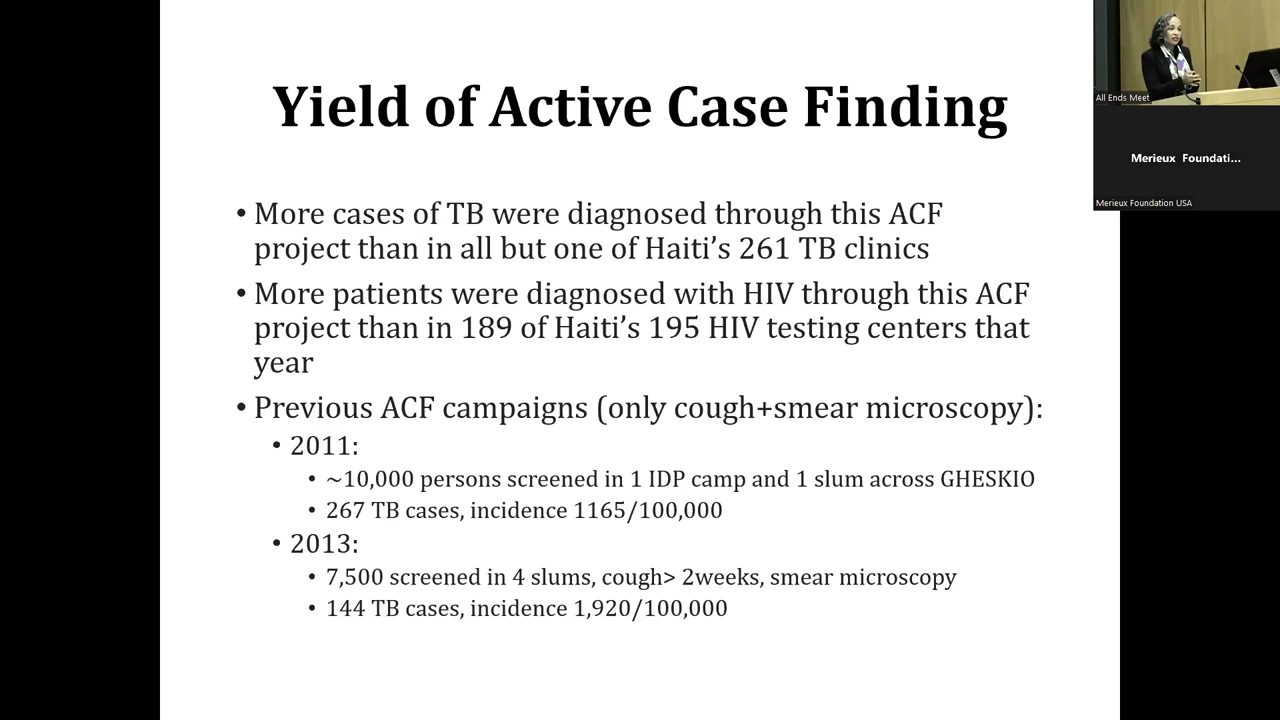 Yield of Active Case Finding
• More cases of TB were diagnosed through this ACF
project than in all but one of Haiti’s 261 TB clinics
• More patients were diagnosed with HIV through this ACF
project than in 189 of Haiti’s 195 HIV testing centers that
year
• Previous ACF campaigns (only cough+smear microscopy):
• 2011:
• ~10,000 persons screened in 1 IDP camp and 1 slum across GHESKIO
• 267 TB cases, incidence 1165/100,000
• 2013:
• 7,500 screened in 4 slums, cough> 2weeks, smear microscopy
• 144 TB cases, incidence 1,920/100,000
All Ends Meet
Merieux Foundati...
Merieux Foundation USA